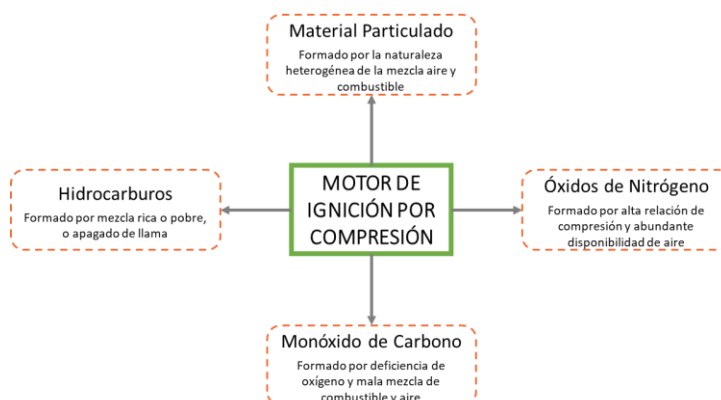 Material Particulado
Formado por la naturaleza
heterogénea de la mezcla aire y
combustible
Hidrocarburos
Formado por mezcla rica o pobre,
o apagado de llama
MOTOR DE
IGNICIÓN POR
COMPRESIÓN
Óxidos de Nitrógeno
Formado por alta relación de
compresión y abundante
disponibilidad de aire
Monóxido de Carbono
Formado por deficiencia de
oxígeno y mala mezcla de
combustible y aire